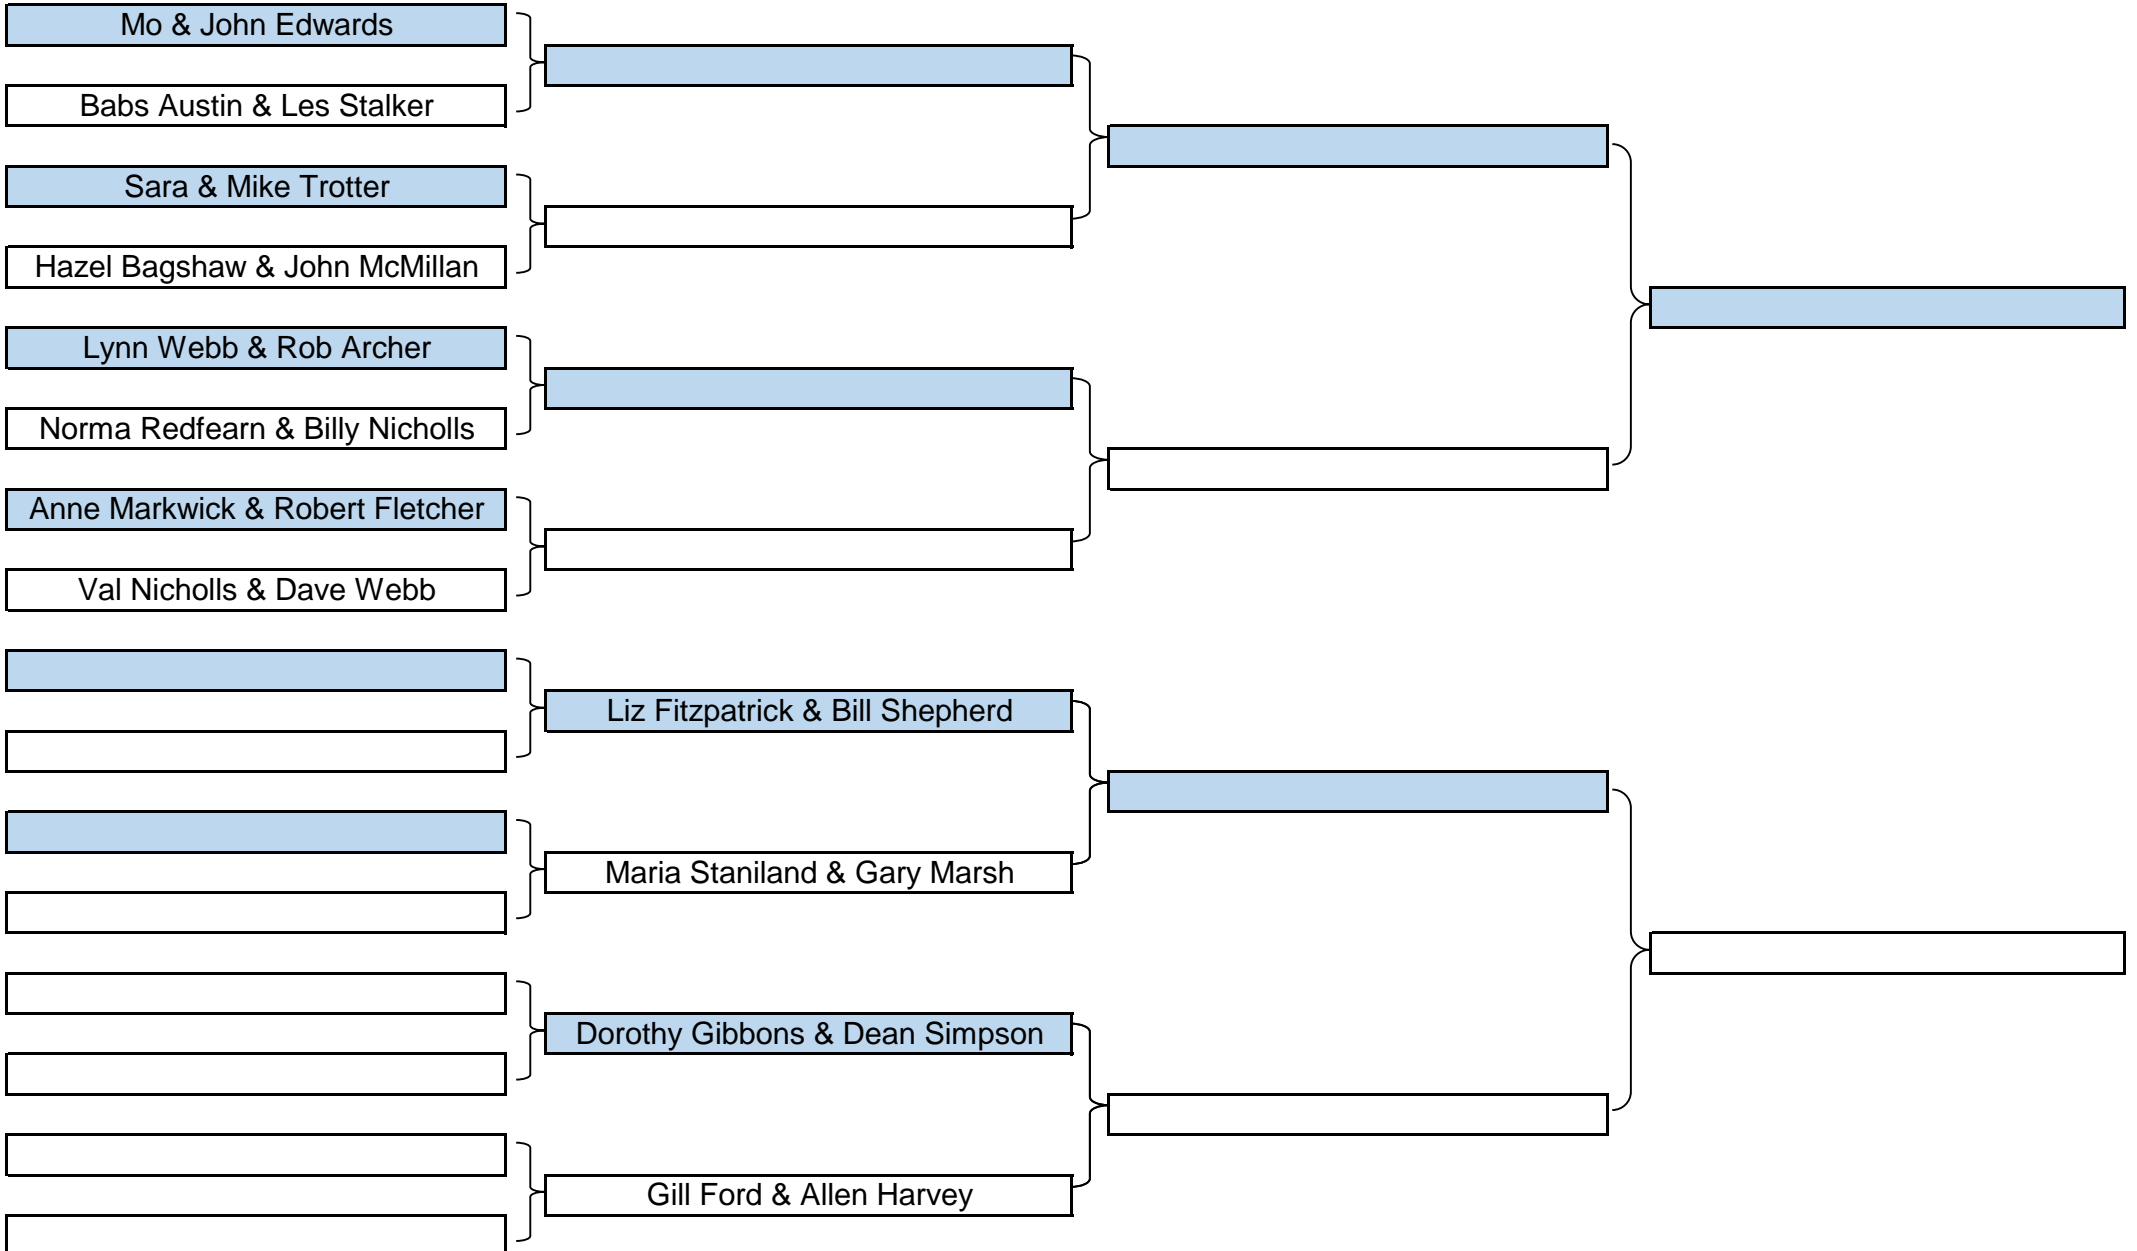 Mo & John Edwards
Babs Austin & Les Stalker
Sara & Mike Trotter
Hazel Bagshaw & John McMillan
Lynn Webb & Rob Archer
Norma Redfearn & Billy Nicholls
Anne Markwick & Robert Fletcher
Val Nicholls & Dave Webb
Liz Fitzpatrick & Bill Shepherd
Maria Staniland & Gary Marsh
Dorothy Gibbons & Dean Simpson
Gill Ford & Allen Harvey